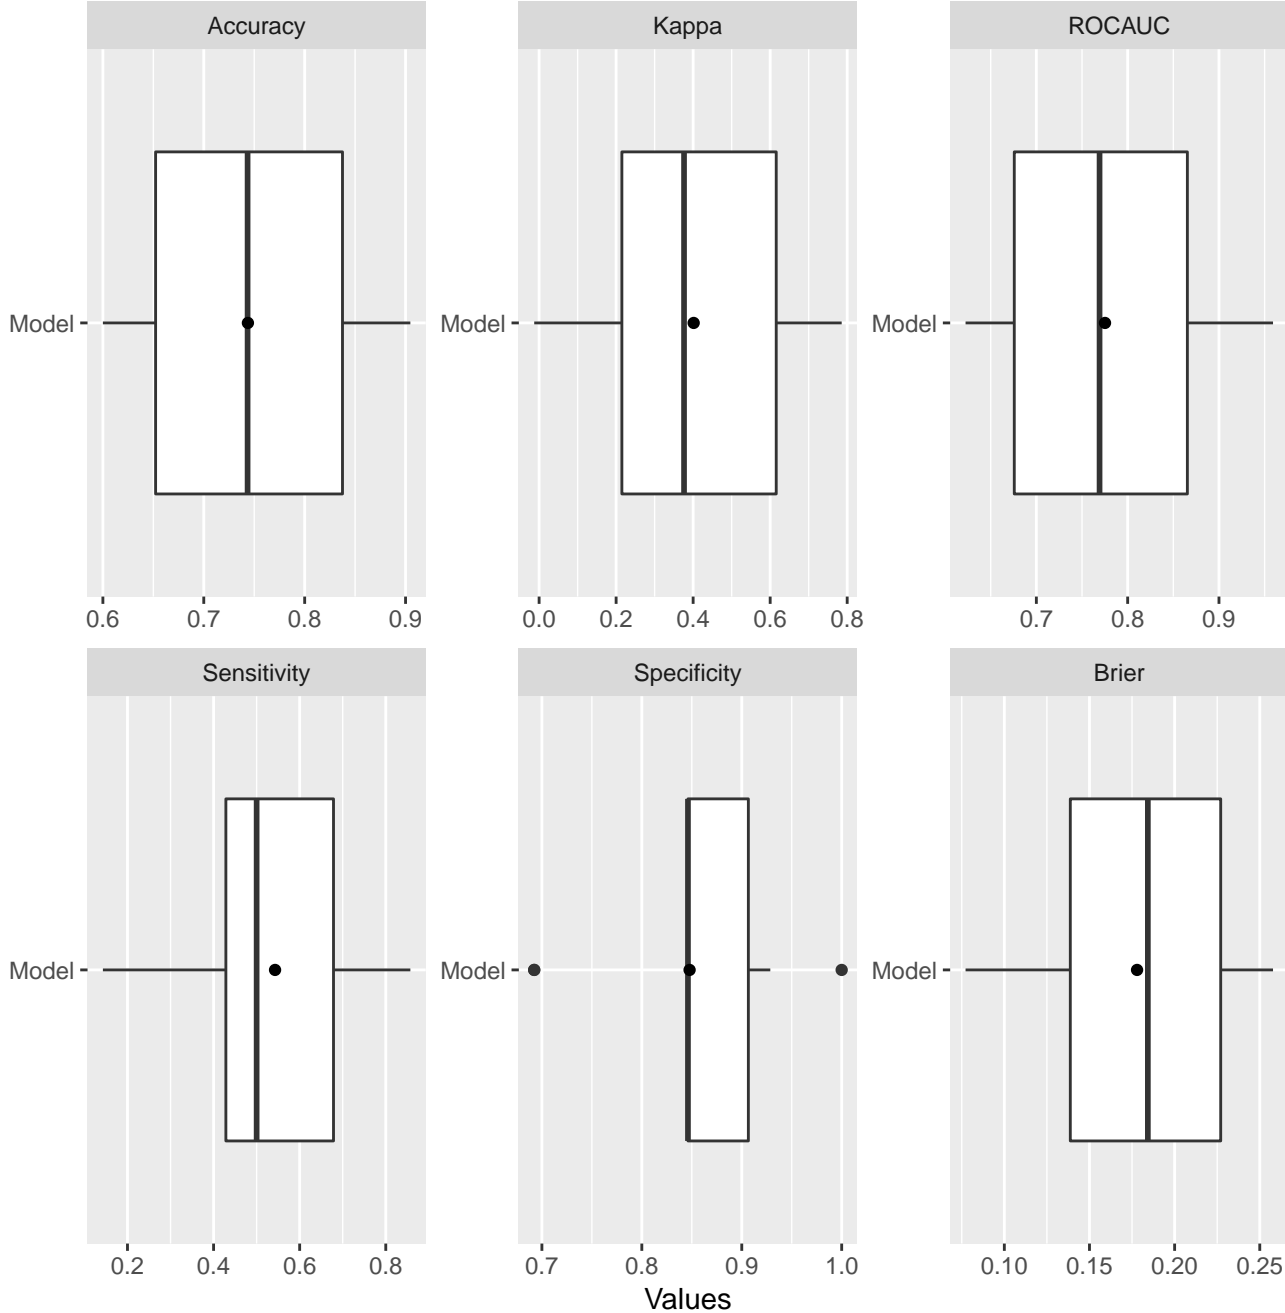 Accuracy Kappa ROCAUC
Model Model Model
0.6 0.7 0.8 0.9 0.0 0.2 0.4 0.6 0.8 0.7 0.8 0.9
Sensitivity Specificity Brier
Model Model Model
0.2 0.4 0.6 0.8 0.7 0.8 0.9 1.0 0.10 0.15 0.20 0.25
Values